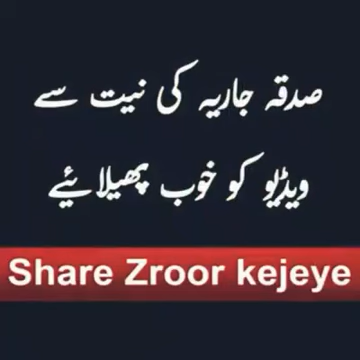 صدقہ جاریہ کی نیت سے
ویڈیو کو خوب پھیلائیے
Share Zroor kejeye